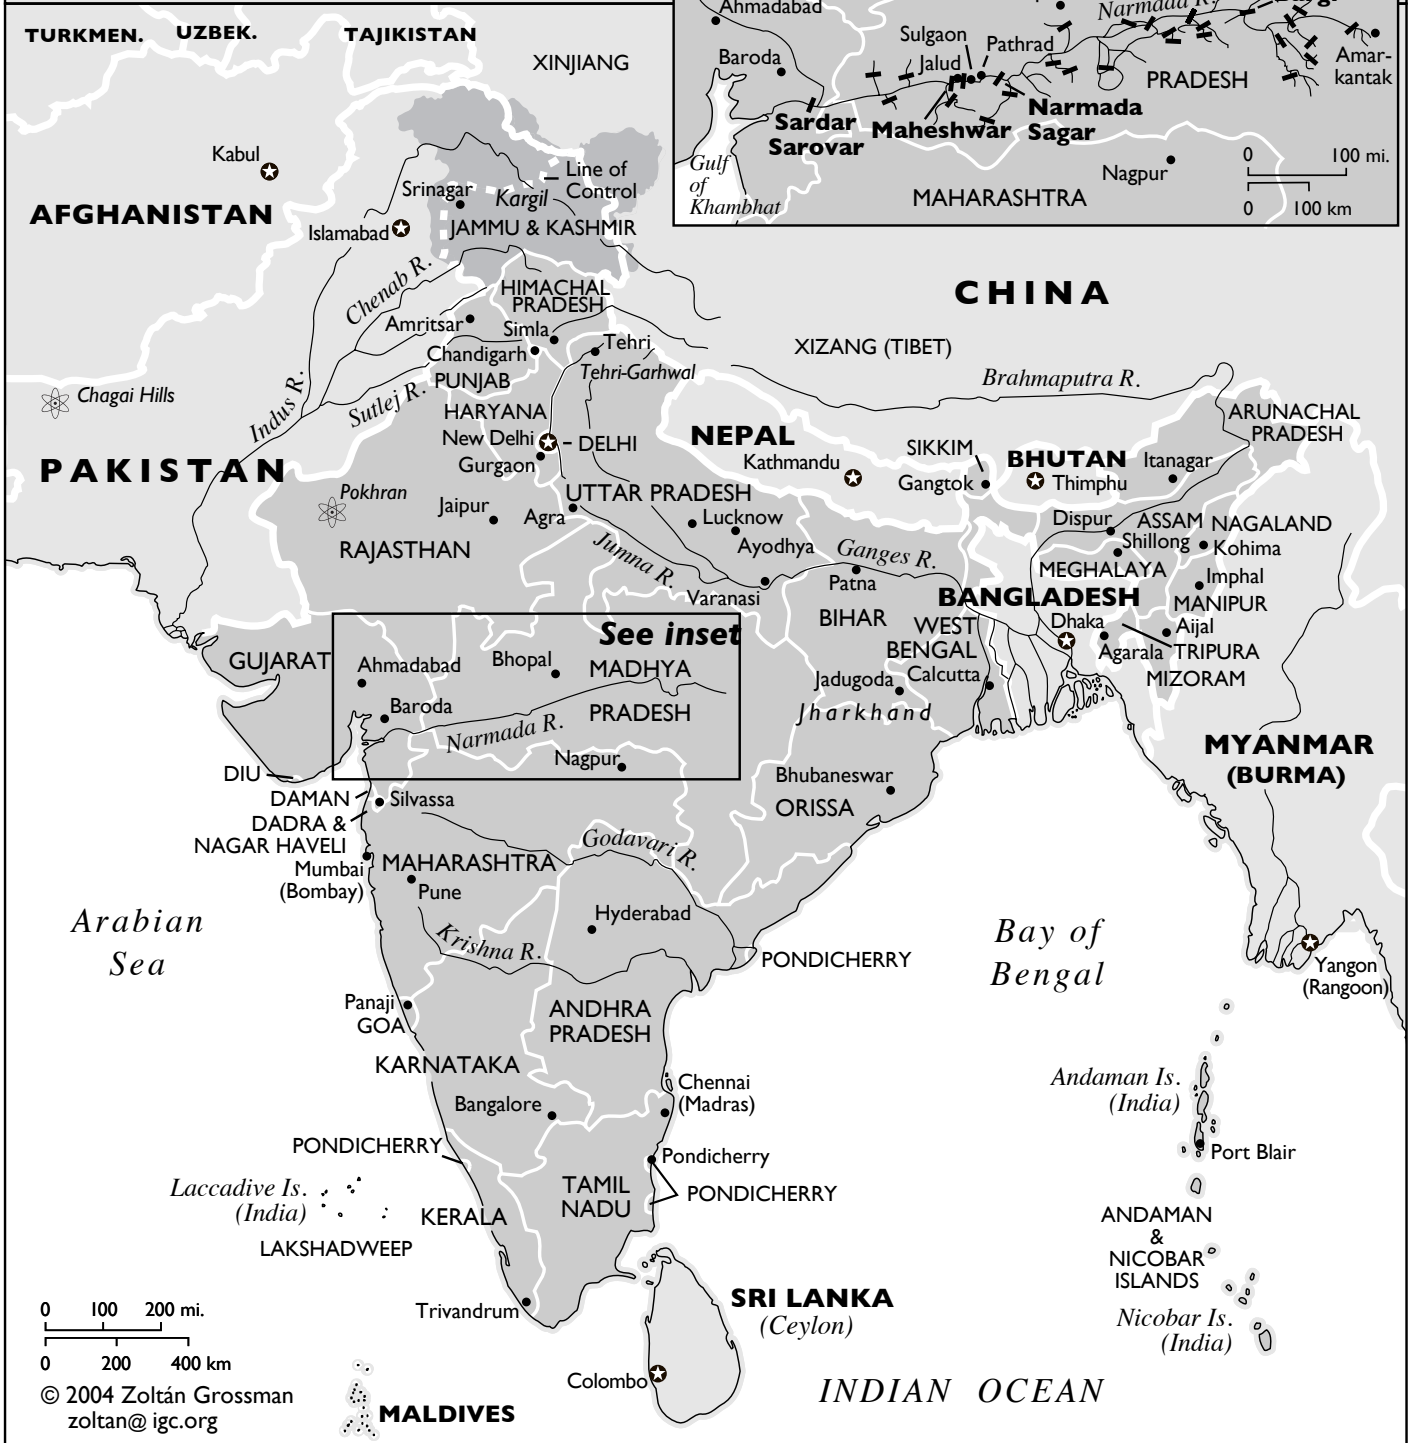 Ahmadabad
Narmada R.
Sulgaon
Pathrad
Baroda
Jalud
Amar-
kantak
PRADESH
Sardar
Sarovar
Maheshwar
Narmada
Sagar
Gulf
of
Khambhat
Nagpur
MAHARASHTRA
0 100 mi.
0 100 km
TURKMEN.
UZBEK.
TAJIKISTAN
XINJIANG
Kabul
Line of
Control
Srinagar
Kargil
AFGHANISTAN
Islamabad
JAMMU & KASHMIR
Chenab R.
HIMACHAL
PRADESH
CHINA
Amritsar
Simla
Tehri
XIZANG (TIBET)
Chandigarh
Tehri-Garhwal
Brahmaputra R.
PUNJAB
Chagai Hills
Indus R.
Sutlej R.
HARYANA
ARUNACHAL
PRADESH
New Delhi
DELHI
NEPAL
SIKKIM
BHUTAN
Itanagar
Gurgaon
Kathmandu
Gangtok
Thimphu
PAKISTAN
Pokhran
UTTAR PRADESH
Jaipur
Agra
Lucknow
Dispur
ASSAM
NAGALAND
Ayodhya
Shillong
Kohima
RAJASTHAN
Jumna R.
Ganges R.
MEGHALAYA
Patna
Imphal
Varanasi
BANGLADESH
MANIPUR
BIHAR
WEST
BENGAL
Dhaka
Aijal
See inset
Agarala
TRIPURA
GUJARAT
Ahmadabad
Bhopal
MADHYA
PRADESH
Jadugoda
Calcutta
MIZORAM
Baroda
Jharkhand
Narmada R.
MYANMAR
(BURMA)
Nagpur
DIU
Bhubaneswar
DAMAN
Silvassa
ORISSA
DADRA &
NAGAR HAVELI
Godavari R.
Mumbai
(Bombay)
MAHARASHTRA
Pune
Arabian
Sea
Hyderabad
Bay of
Bengal
Krishna R.
PONDICHERRY
Yangon
(Rangoon)
Panaji
GOA
ANDHRA
PRADESH
KARNATAKA
Chennai
(Madras)
Andaman Is.
(India)
Bangalore
PONDICHERRY
Pondicherry
Port Blair
Laccadive Is.
(India)
TAMIL
NADU
PONDICHERRY
KERALA
ANDAMAN
&
NICOBAR
ISLANDS
LAKSHADWEEP
SRI LANKA
(Ceylon)
Trivandrum
0 100 200 mi.
0 200 400 km
Nicobar Is.
(India)
Colombo
INDIAN OCEAN
© 2004 Zoltán Grossman
zoltan@ igc.org
MALDIVES